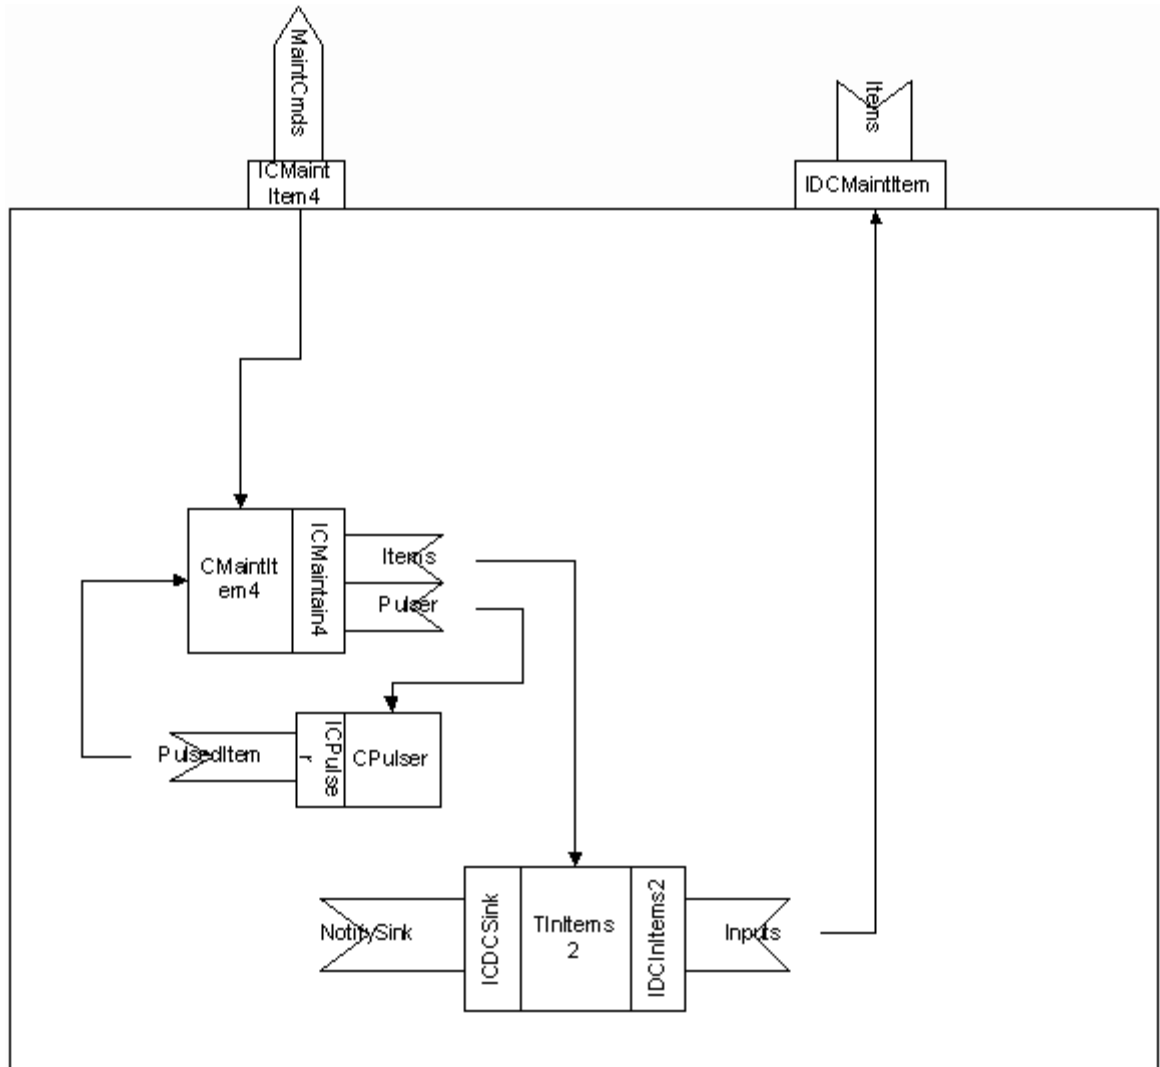 MaintCmds
Items
ICMaint
Item4
IDCMaintItem
CMaintIt
em4
ICMaintain4
Items
Pulser
PulsedItem
ICPulse
r
CPulser
NotifySink
ICDCSink
TInItems
2
IDCInItems2
Inputs